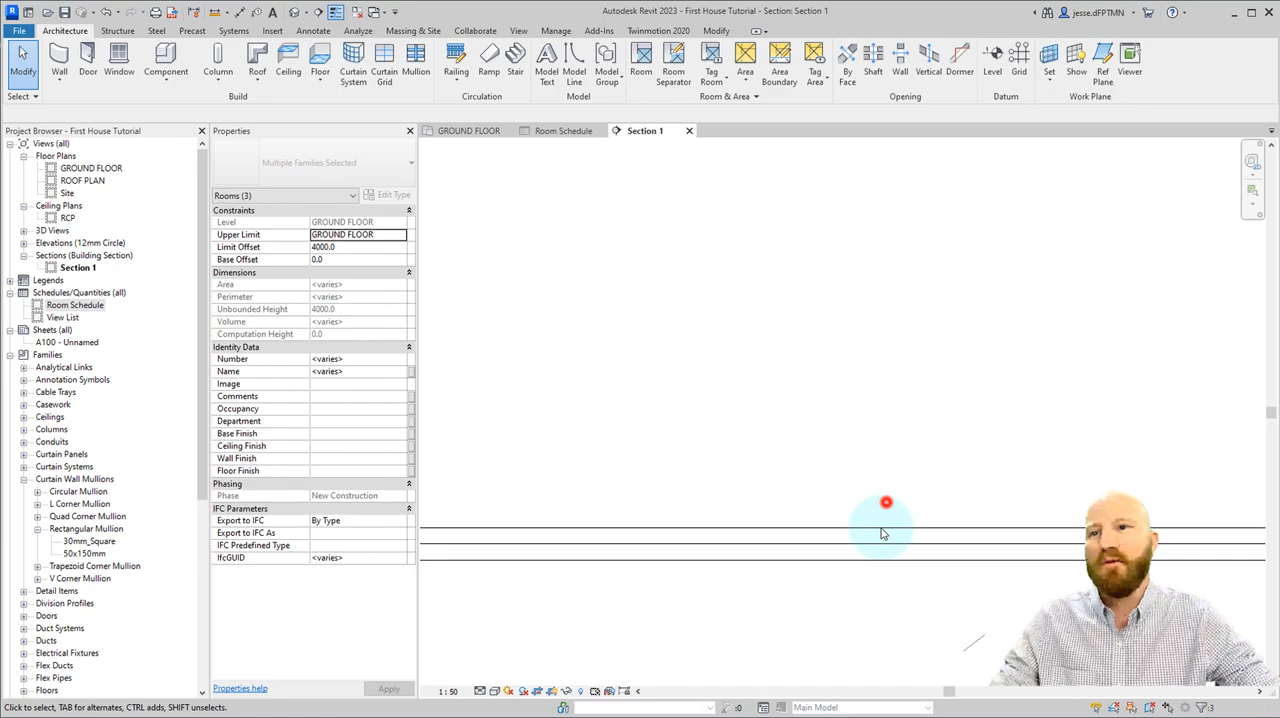 Autodesk Revit 2023 - First House Tutorial - Section: Section 1
jesse.dFPTMN
File Architecture Structure Steel Precast Systems Insert Annotate Analyze Massing & Site Collaborate View Manage Add-Ins Twinmotion 2020 Modify
Modify Wall Door Window Component Column Roof Ceiling Floor Curtain System Curtain Grid Mullion Railing Ramp Stair Model Text Model Line Model Group Room Room Separator Tag Room Area Area Boundary Tag Area By Face Shaft Wall Vertical Dormer Level Grid Set Show Ref Plane Viewer
Select Build Circulation Model Room & Area Opening Datum Work Plane
Project Browser - First House Tutorial
Views (all)
Floor Plans
GROUND FLOOR
ROOF PLAN
Site
Ceiling Plans
RCP
3D Views
Elevations (12mm Circle)
Sections (Building Section)
Section 1
Legends
Schedules/Quantities (all)
Room Schedule
View List
Sheets (all)
A100 - Unnamed
Families
Analytical Links
Annotation Symbols
Cable Trays
Casework
Ceilings
Columns
Conduits
Curtain Panels
Curtain Systems
Curtain Wall Mullions
Circular Mullion
L Corner Mullion
Quad Corner Mullion
Rectangular Mullion
30mm_Square
50x150mm
Trapezoid Corner Mullion
V Corner Mullion
Detail Items
Division Profiles
Doors
Duct Systems
Ducts
Electrical Fixtures
Flex Ducts
Flex Pipes
Floors
Properties
Multiple Families Selected
Rooms (3) Edit Type
Constraints
Level GROUND FLOOR
Upper Limit GROUND FLOOR
Limit Offset 4000.0
Base Offset 0.0
Dimensions
Area <varies>
Perimeter <varies>
Unbounded Height 4000.0
Volume <varies>
Computation Height 0.0
Identity Data
Number <varies>
Name <varies>
Image
Comments
Occupancy
Department
Base Finish
Ceiling Finish
Wall Finish
Floor Finish
Phasing
Phase New Construction
IFC Parameters
Export to IFC By Type
Export to IFC As
IFC Predefined Type
IfcGUID <varies>
Properties help Apply
GROUND FLOOR Room Schedule Section 1
1 : 50
Click to select, TAB for alternates, CTRL adds, SHIFT unselects. :0 Main Model :3